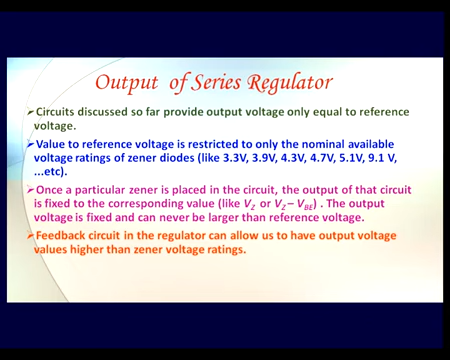 Output of Series Regulator
➢Circuits discussed so far provide output voltage only equal to reference
voltage.
➢Value to reference voltage is restricted to only the nominal available
voltage ratings of zener diodes (like 3.3V, 3.9V, 4.3V, 4.7V, 5.1V, 9.1 V,
...etc).
➢Once a particular zener is placed in the circuit, the output of that circuit
is fixed to the corresponding value (like VZ or VZ – VBE) . The output
voltage is fixed and can never be larger than reference voltage.
➢Feedback circuit in the regulator can allow us to have output voltage
values higher than zener voltage ratings.